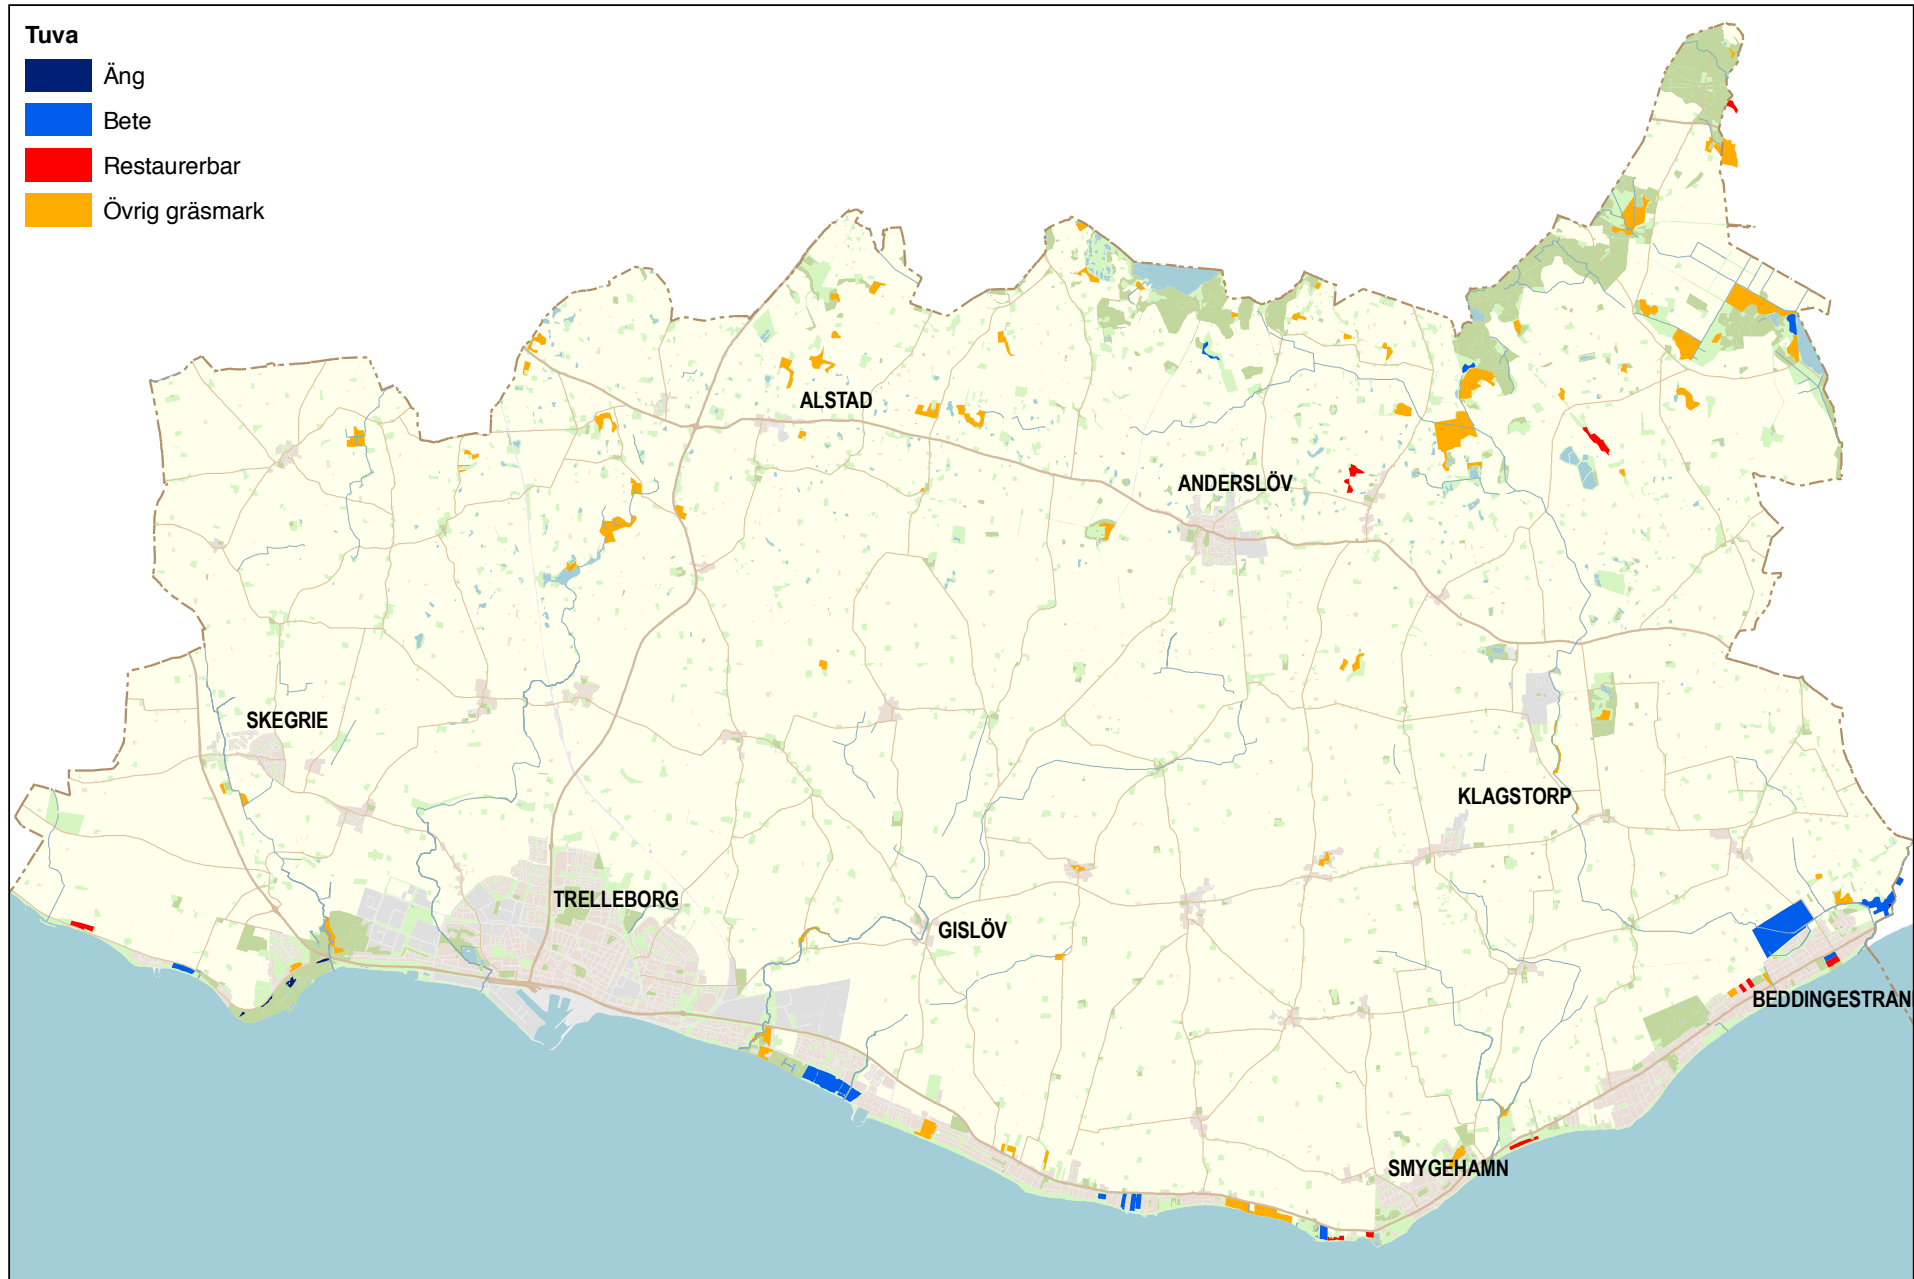 Tuva
Äng
Bete
Restaurerbar
Övrig gräsmark
ALSTAD
ANDERSLÖV
SKEGRIE
KLAGSTORP
TRELLEBORG
GISLÖV
BEDDINGESTRAN
SMYGEHAMN